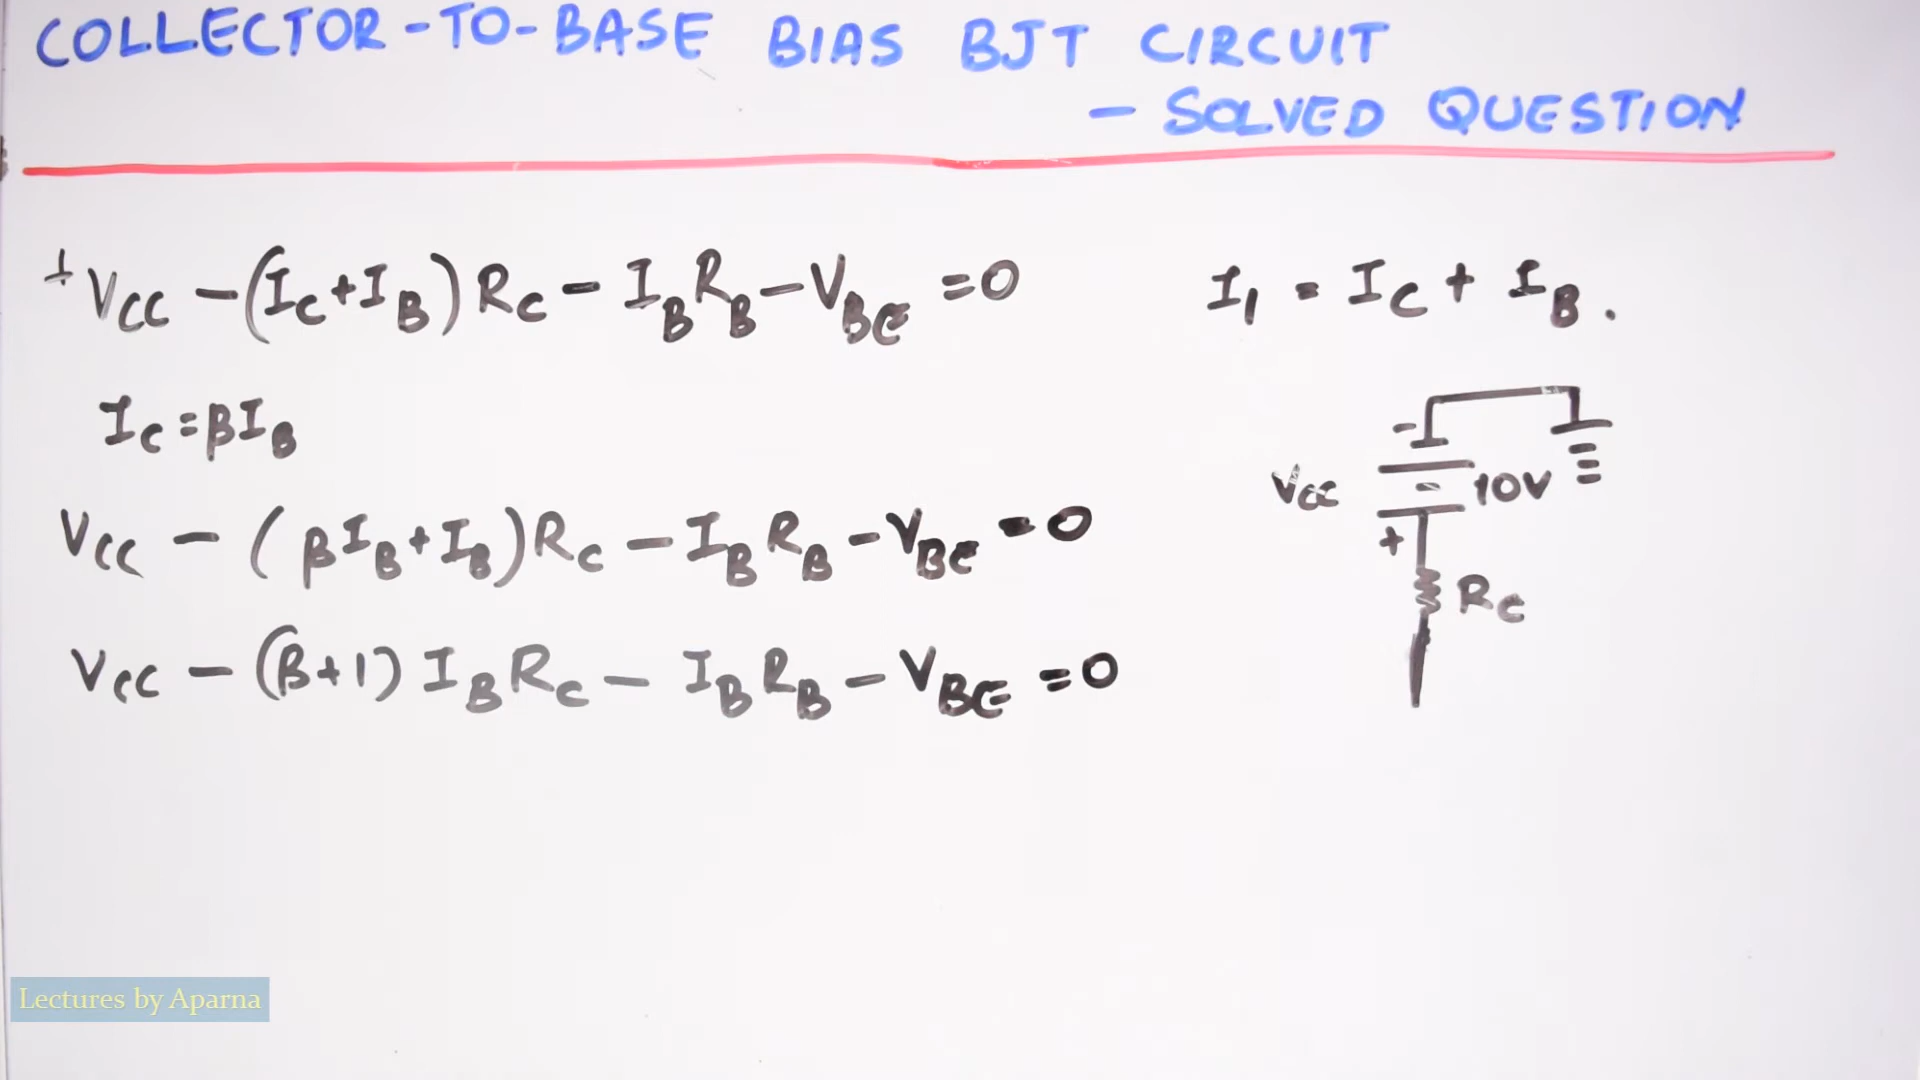 COLLECTOR-TO-BASE BIAS BJT CIRCUIT
- SOLVED QUESTION
+VCC - (IC+IB)RC - IBRB - VBE = 0
I1 = IC + IB.
IC = βIB
- 
VCC 10V
+
RC
VCC - (βIB+IB)RC - IBRB - VBE = 0
VCC - (β+1) IBRC - IBRB - VBE = 0
Lectures by Aparna